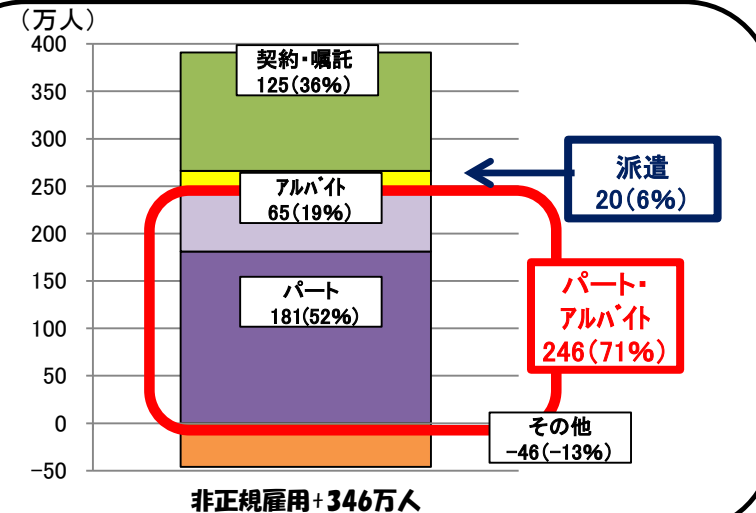 （万人）
400
350
300
250
200
150
100
50
0
-50
契約・嘱託
125(36%)
派遣
20(6%)
アルバイト
65(19%)
パート
181(52%)
パート・
アルバイト
246(71%)
その他
-46(-13%)
非正規雇用+346万人